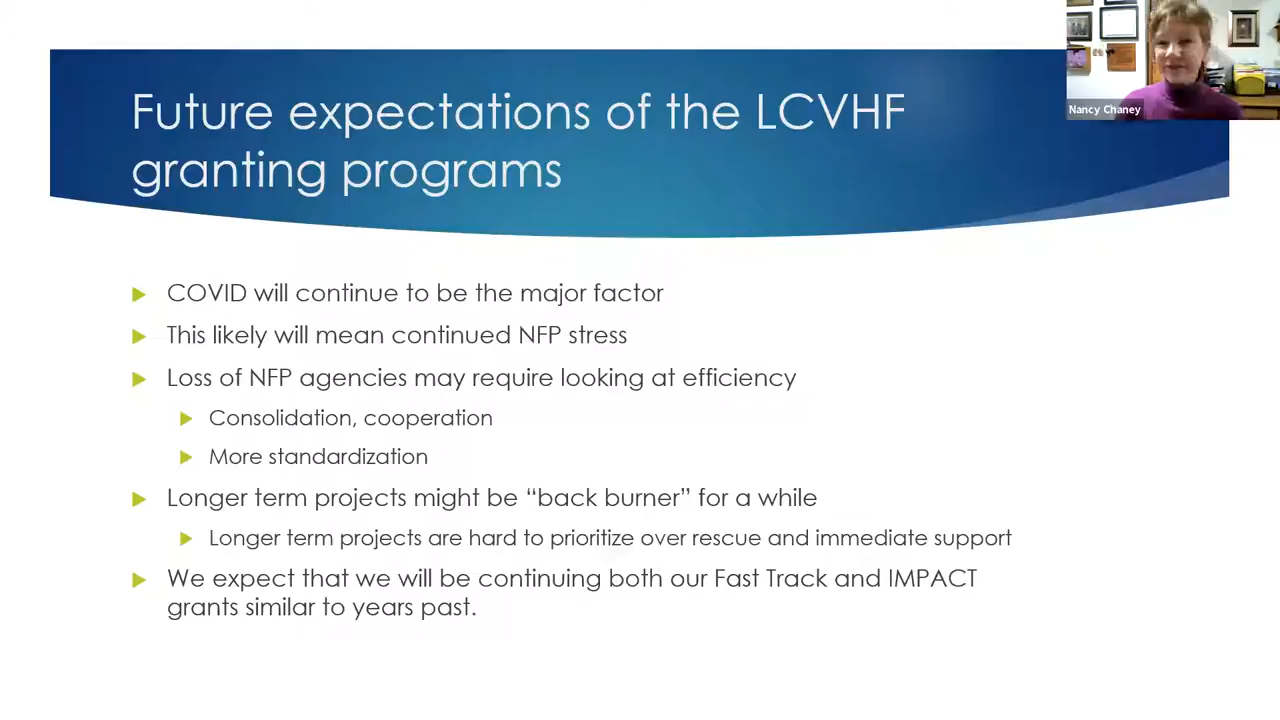 Future expectations of the LCVHF
granting programs
Nancy Chaney
COVID will continue to be the major factor
This likely will mean continued NFP stress
Loss of NFP agencies may require looking at efficiency
Consolidation, cooperation
More standardization
Longer term projects might be “back burner” for a while
Longer term projects are hard to prioritize over rescue and immediate support
We expect that we will be continuing both our Fast Track and IMPACT
grants similar to years past.